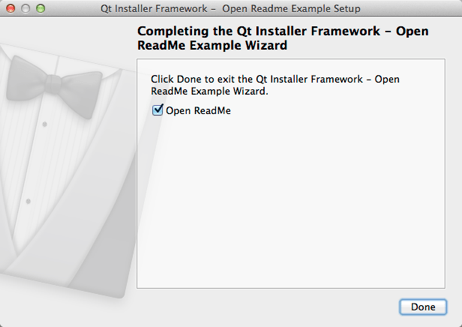 Qt Installer Framework - Open Readme Example Setup
Completing the Qt Installer Framework - Open
ReadMe Example Wizard
Click Done to exit the Qt Installer Framework - Open
ReadMe Example Wizard.
Open ReadMe
Done